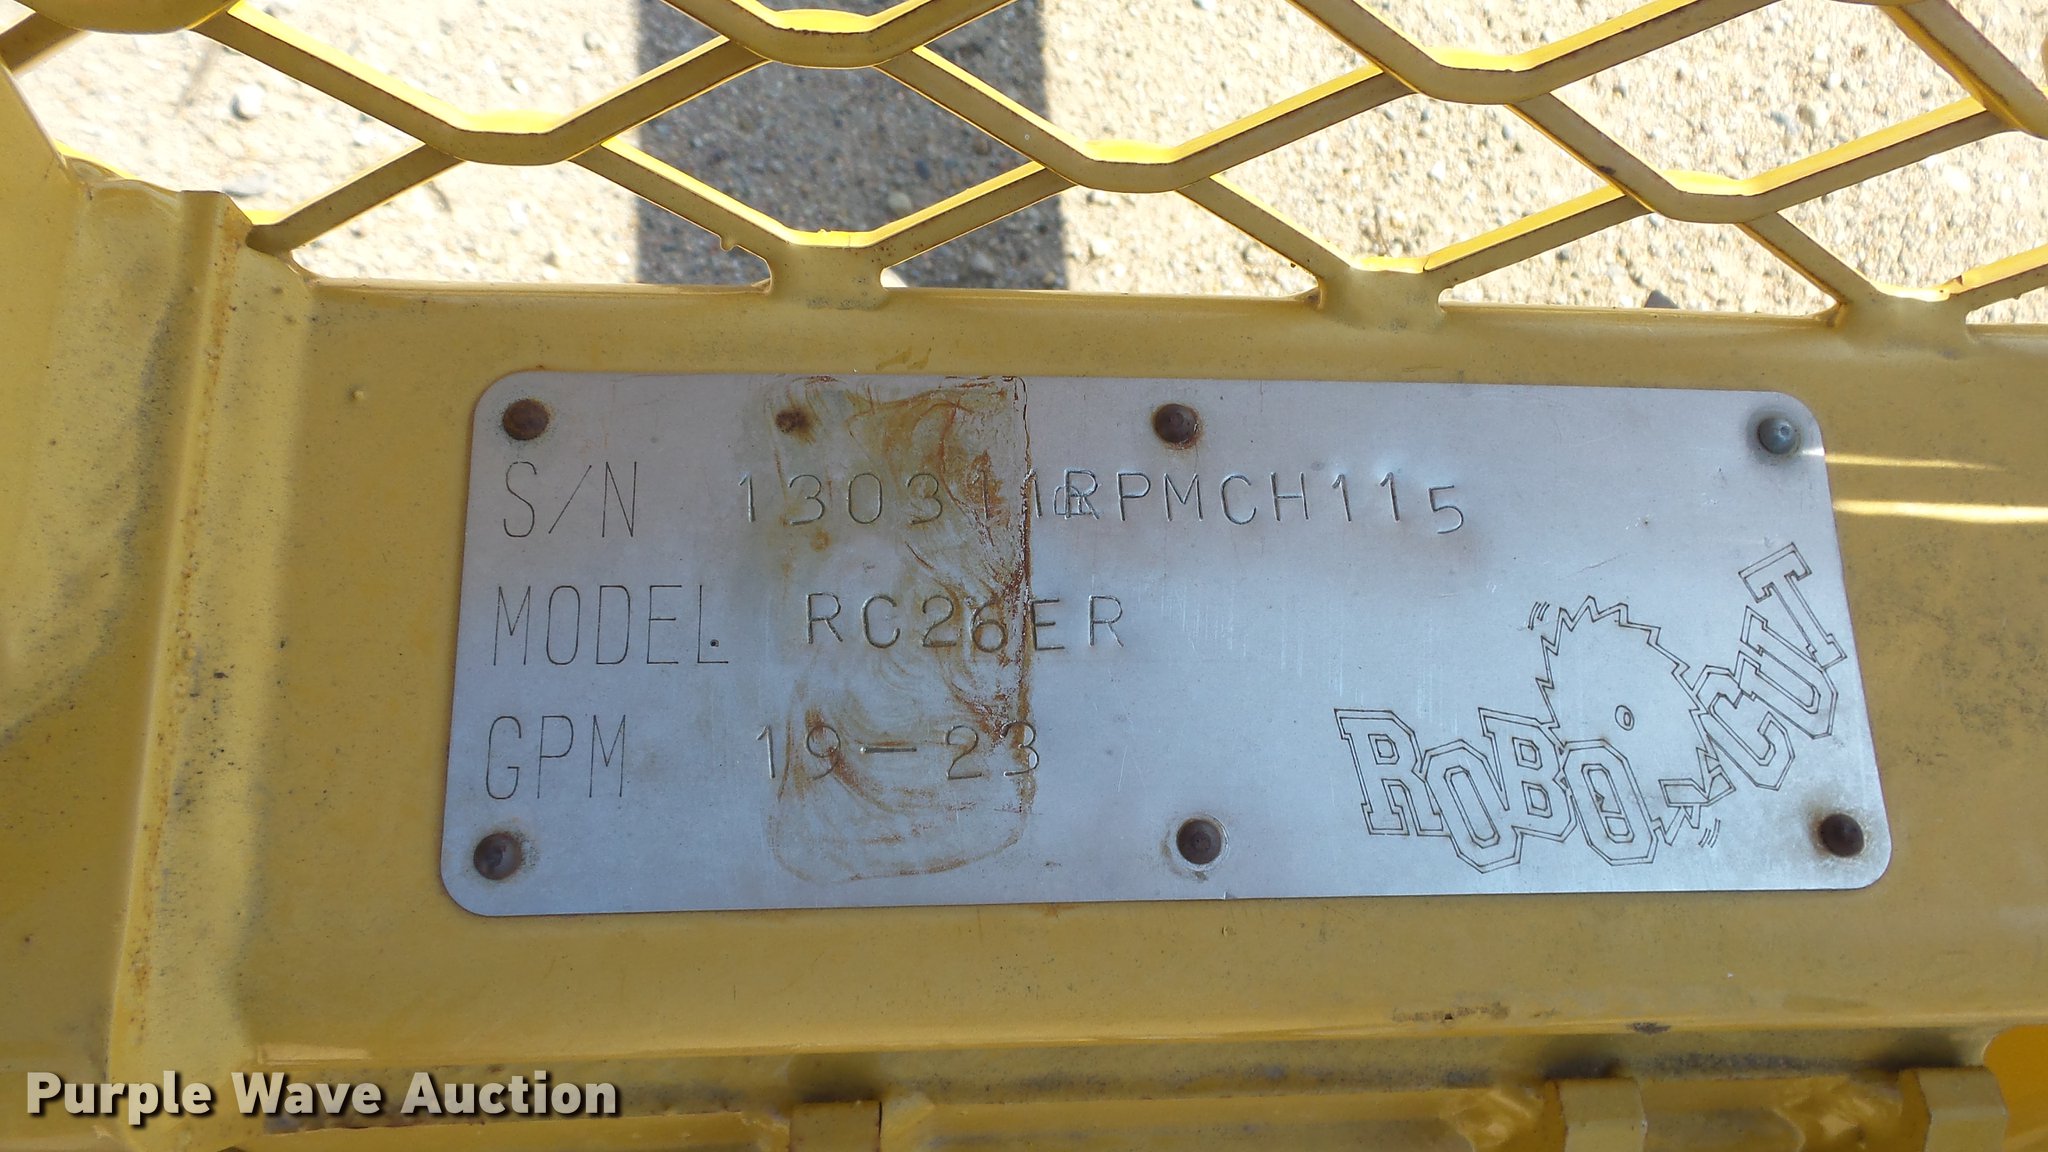 S/N 130311RPMCH115
MODEL RC26ER
GPM 19-23
ROBO-CUT
Purple Wave Auction